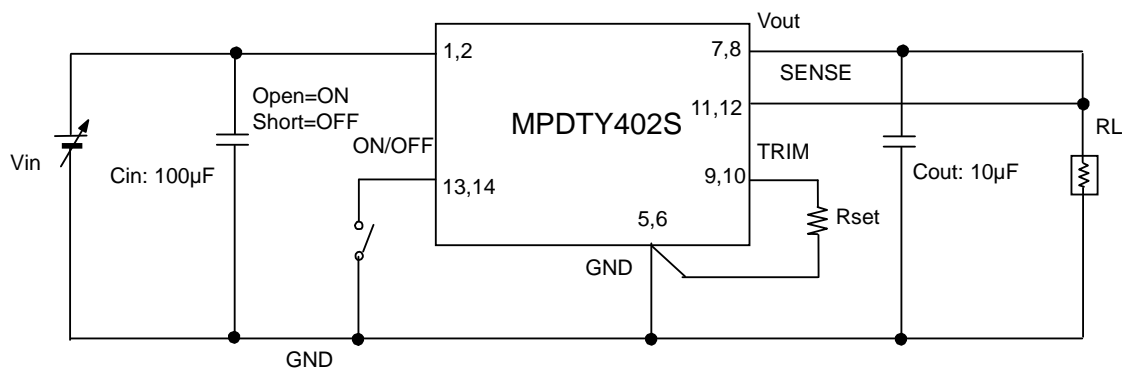 Vout
1,2
7,8
SENSE
Open=ON
Short=OFF
11,12
MPDTY402S
RL
ON/OFF
TRIM
Vin
Cin: 100µF
Cout: 10µF
13,14
9,10
5,6
Rset
GND
GND